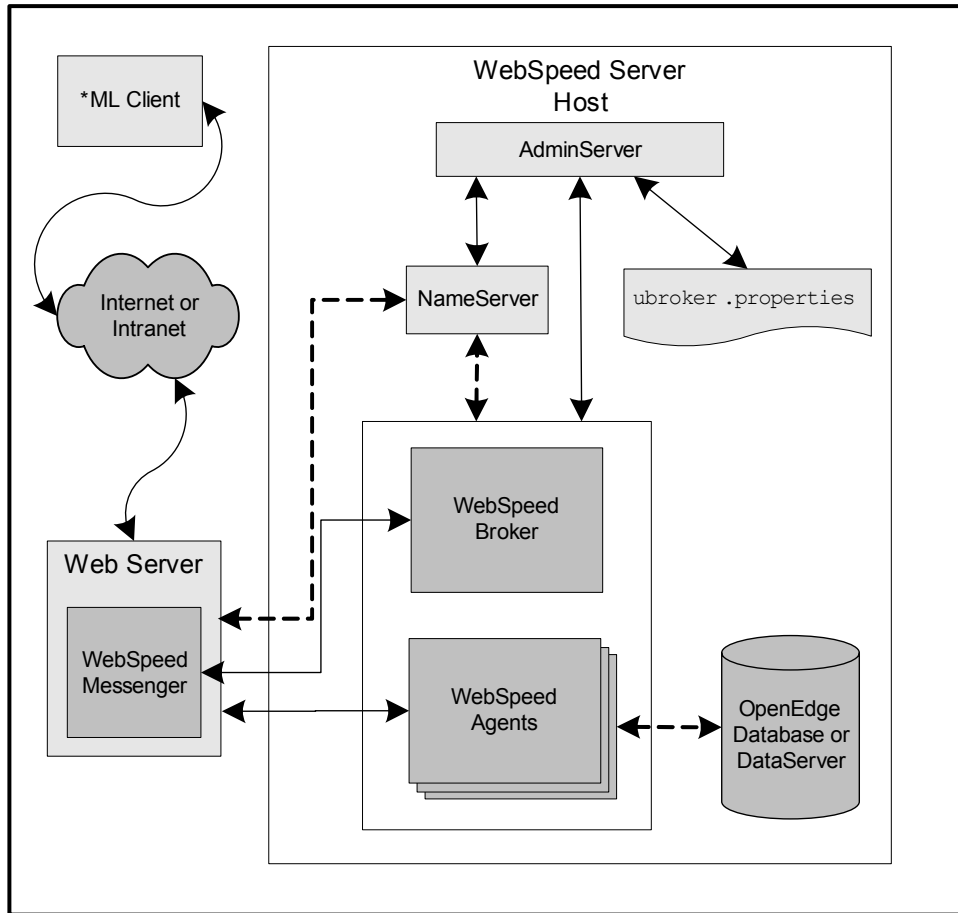 WebSpeed Server
Host
*ML Client
AdminServer
Internet or
Intranet
NameServer
ubroker .properties
WebSpeed
Broker
Web Server
WebSpeed
Messenger
WebSpeed
Agents
OpenEdge
Database or
DataServer